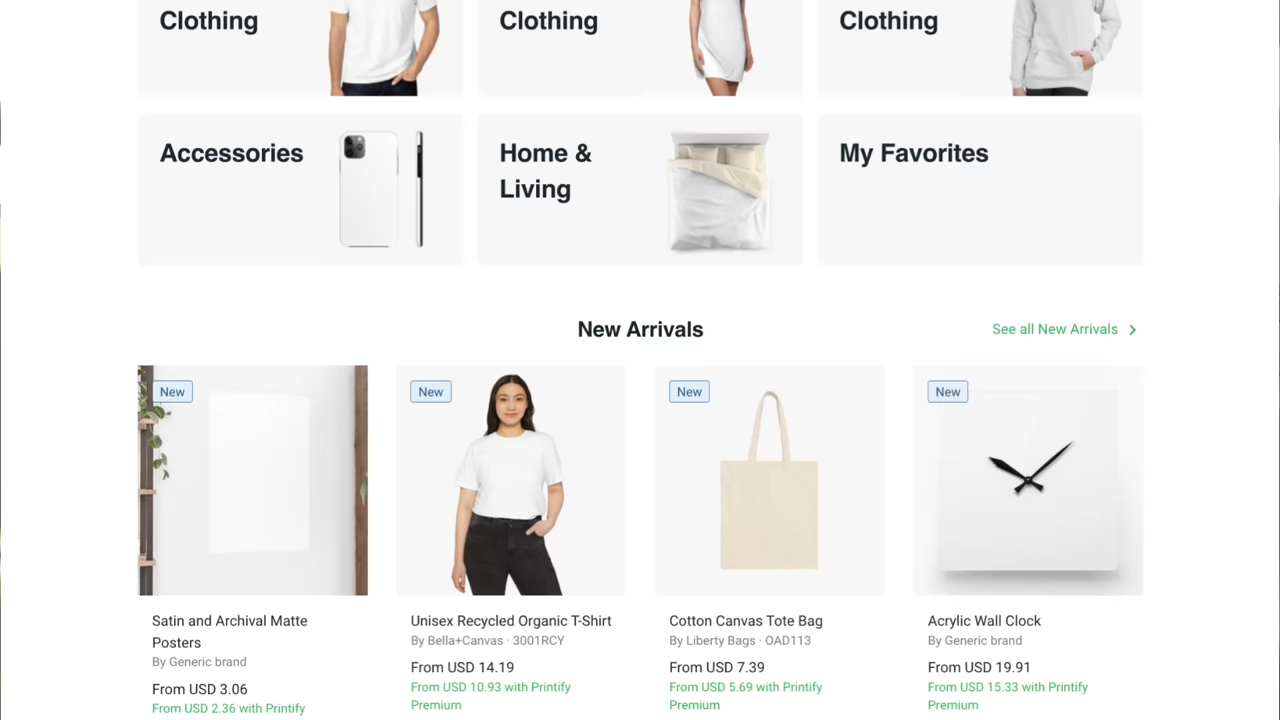 Clothing
Clothing
Clothing
Accessories
Home &
Living
My Favorites
New Arrivals
See all New Arrivals
New
New
New
New
Satin and Archival Matte
Posters
By Generic brand
From USD 3.06
From USD 2.36 with Printify
Unisex Recycled Organic T-Shirt
By Bella+Canvas · 3001RCY
From USD 14.19
From USD 10.93 with Printify
Premium
Cotton Canvas Tote Bag
By Liberty Bags · OAD113
From USD 7.39
From USD 5.69 with Printify
Premium
Acrylic Wall Clock
By Generic brand
From USD 19.91
From USD 15.33 with Printify
Premium